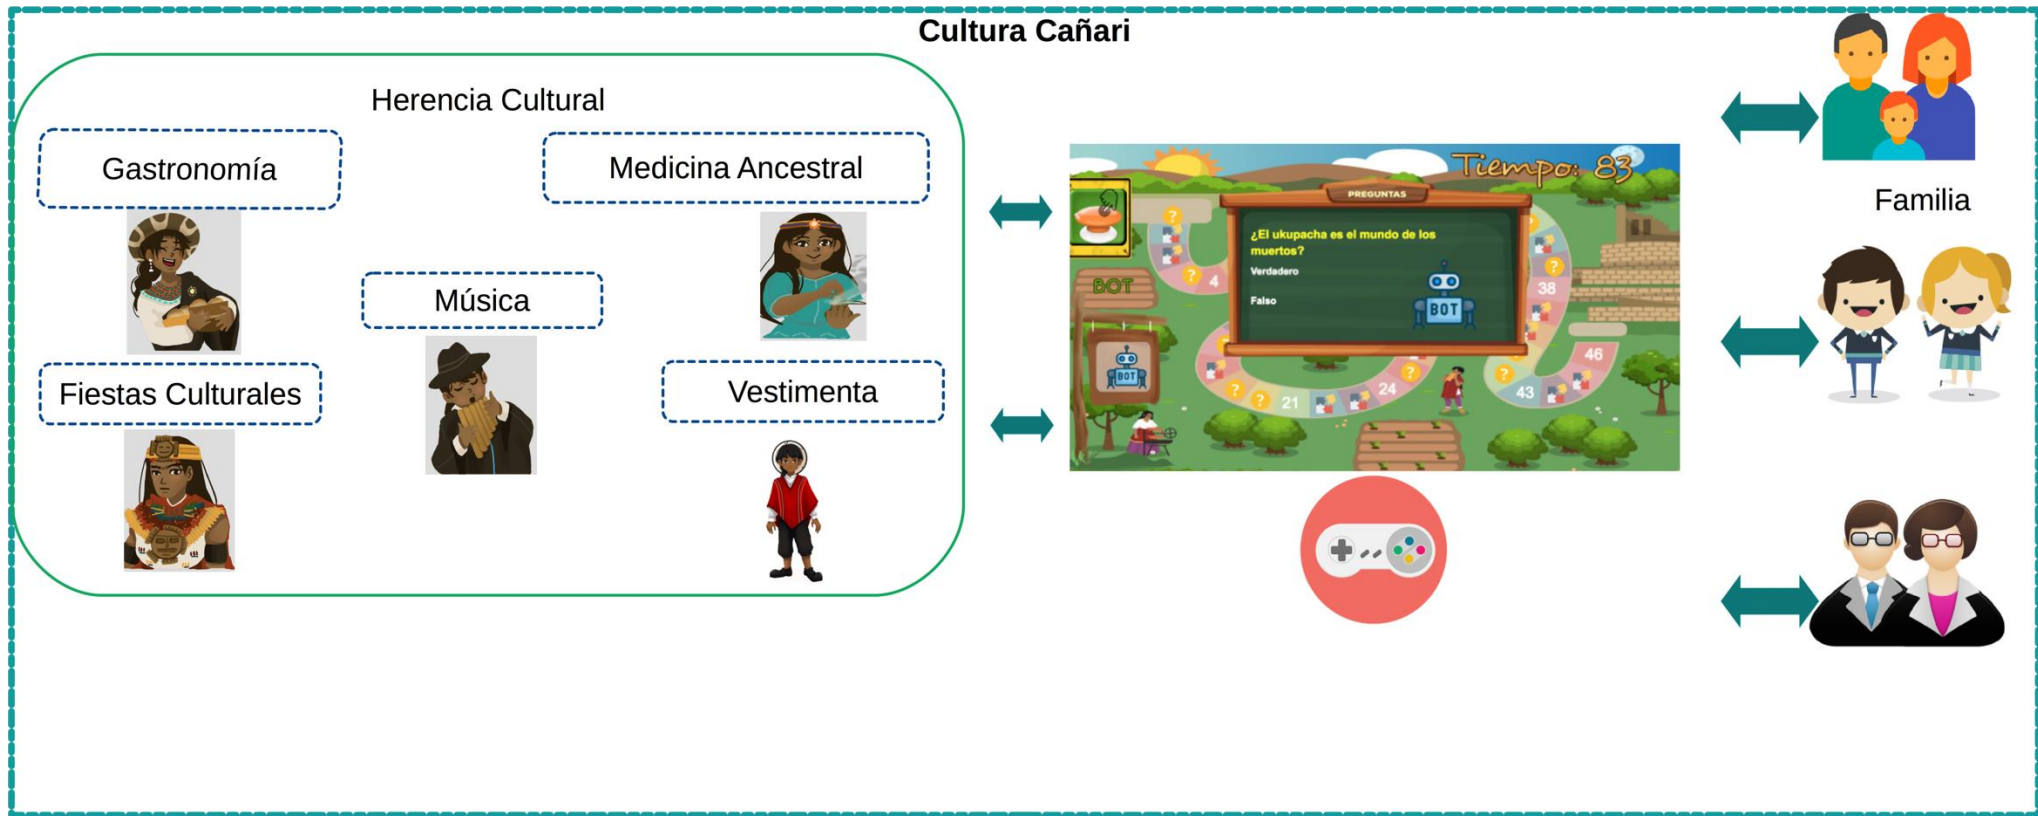 Cultura Cañari
Herencia Cultural
Gastronomía
Medicina Ancestral
Música
Fiestas Culturales
Vestimenta
Tiempo: 83
PREGUNTAS
¿El ukupacha es el mundo de los
muertos?
Verdadero
Falso
BOT
BOT
BOT
?
?
4
?
?
21
24
?
?
38
?
43
46
Familia